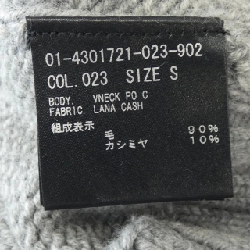 01-4301721-023-902
COL. 023 SIZE S
BODY. VNECK PO G
FABRIC LANA CASH
組成表示
毛 90%
カシミヤ 10%